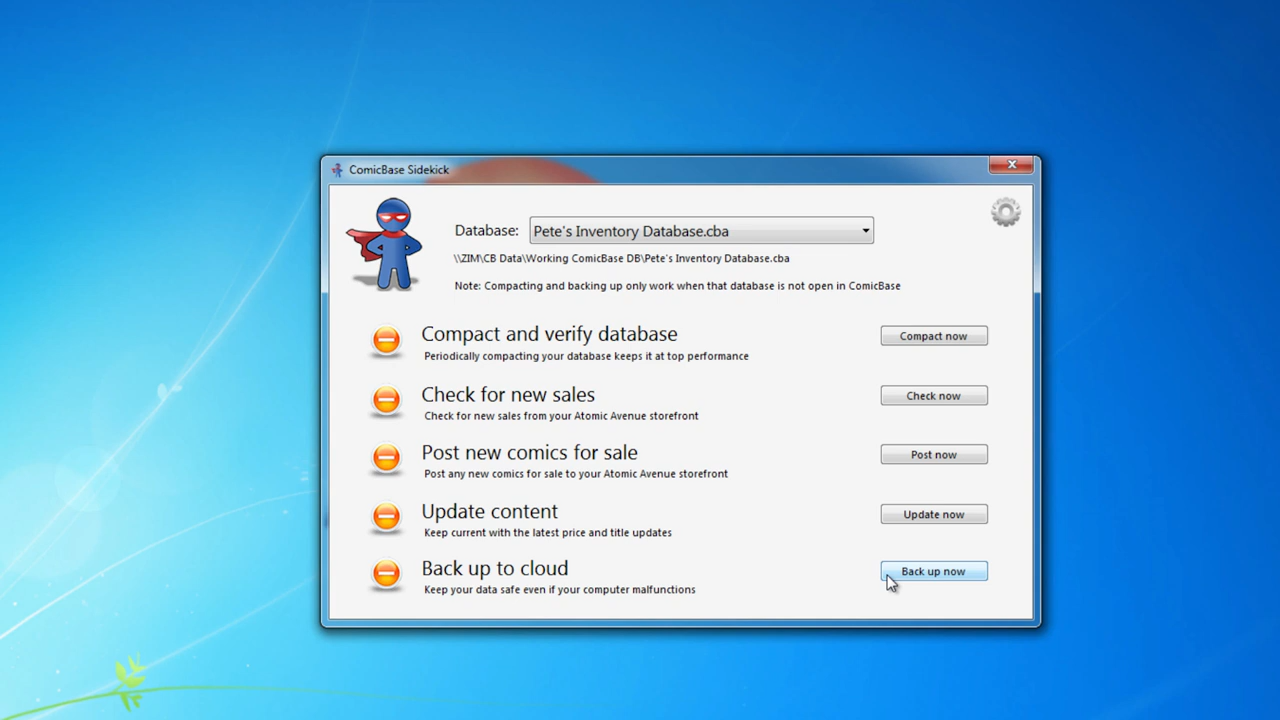 ComicBase Sidekick
Database: Pete's Inventory Database.cba
\\ZIM\CB Data\Working ComicBase DB\Pete's Inventory Database.cba
Note: Compacting and backing up only work when that database is not open in ComicBase
Compact and verify database
Compact now
Periodically compacting your database keeps it at top performance
Check for new sales
Check now
Check for new sales from your Atomic Avenue storefront
Post new comics for sale
Post now
Post any new comics for sale to your Atomic Avenue storefront
Update content
Update now
Keep current with the latest price and title updates
Back up to cloud
Back up now
Keep your data safe even if your computer malfunctions